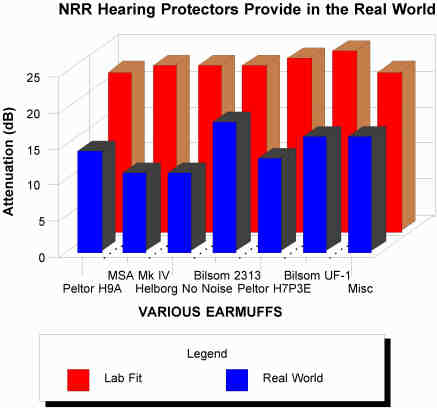 NRR Hearing Protectors Provide in the Real World
Attenuation (dB)
25
20
15
10
5
0
MSA Mk IV Bilsom 2313 Bilsom UF-1
Peltor H9A Helborg No Noise Peltor H7P3E Misc
VARIOUS EARMUFFS
Legend
Lab Fit Real World